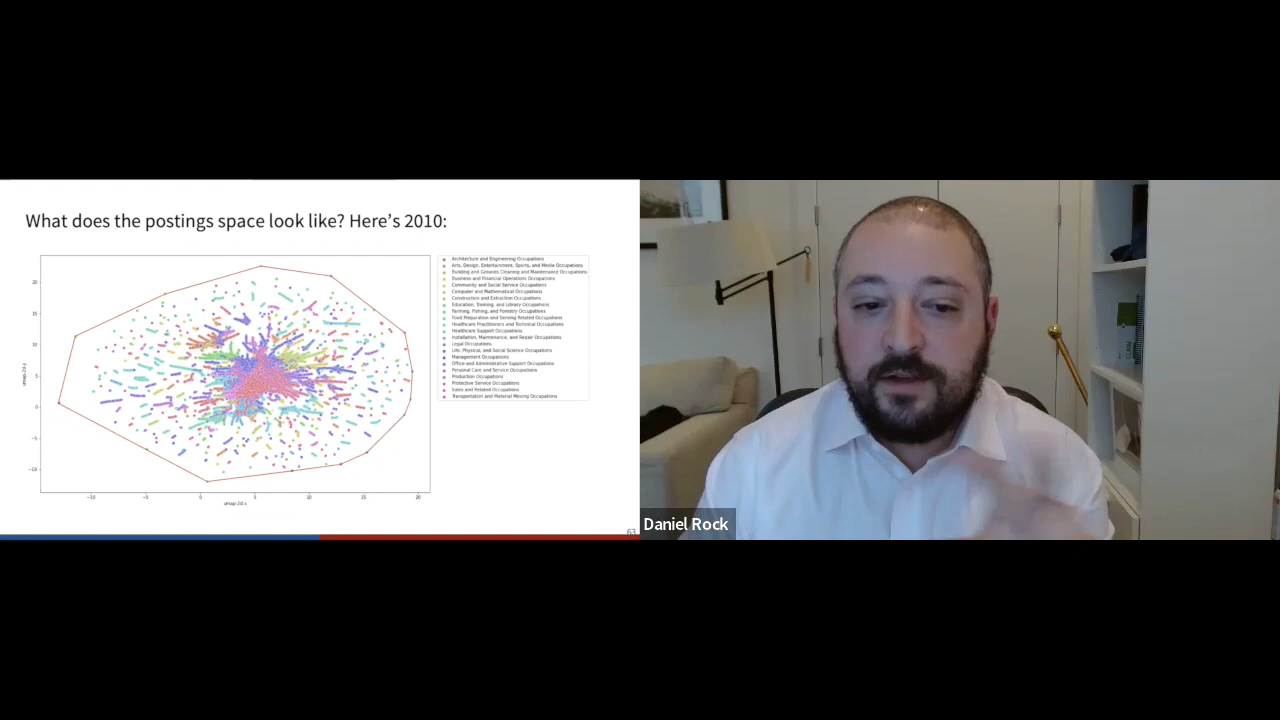 What does the postings space look like? Here's 2010:
20
15
10
5
0
−5
−10
−10
−5
0
5
10
15
20
umap-2d-x
umap-2d-y
Architecture and Engineering Occupations
Arts, Design, Entertainment, Sports, and Media Occupations
Building and Grounds Cleaning and Maintenance Occupations
Business and Financial Operations Occupations
Community and Social Service Occupations
Computer and Mathematical Occupations
Construction and Extraction Occupations
Education, Training, and Library Occupations
Farming, Fishing, and Forestry Occupations
Food Preparation and Serving Related Occupations
Healthcare Practitioners and Technical Occupations
Healthcare Support Occupations
Installation, Maintenance, and Repair Occupations
Legal Occupations
Life, Physical, and Social Science Occupations
Management Occupations
Office and Administrative Support Occupations
Personal Care and Service Occupations
Production Occupations
Protective Service Occupations
Sales and Related Occupations
Transportation and Material Moving Occupations
63
Daniel Rock